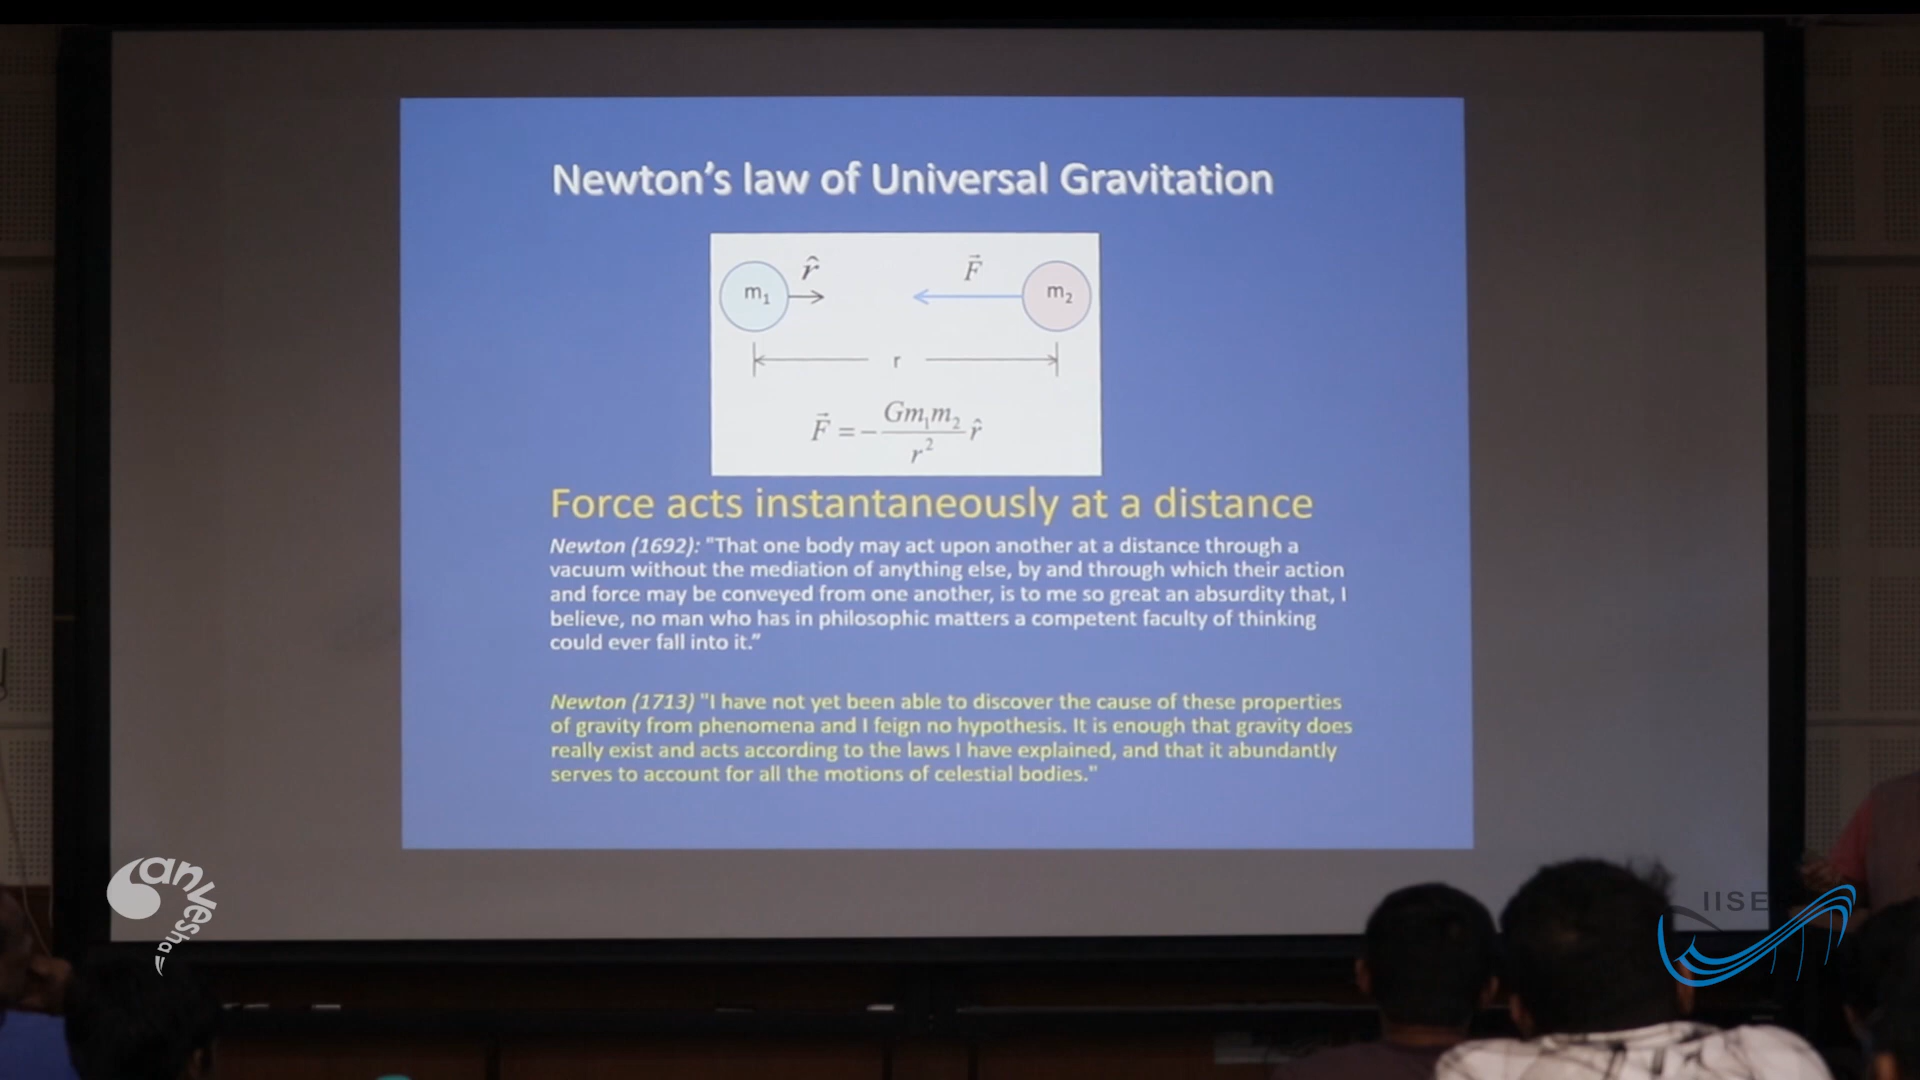 Newton's law of Universal Gravitation
r̂
F⃗
m₁
m₂
r
F⃗ = - Gm₁m₂ / r² r̂
Force acts instantaneously at a distance
Newton (1692): "That one body may act upon another at a distance through a
vacuum without the mediation of anything else, by and through which their action
and force may be conveyed from one another, is to me so great an absurdity that, I
believe, no man who has in philosophic matters a competent faculty of thinking
could ever fall into it."
Newton (1713) "I have not yet been able to discover the cause of these properties
of gravity from phenomena and I feign no hypothesis. It is enough that gravity does
really exist and acts according to the laws I have explained, and that it abundantly
serves to account for all the motions of celestial bodies."
anvesha
IISE